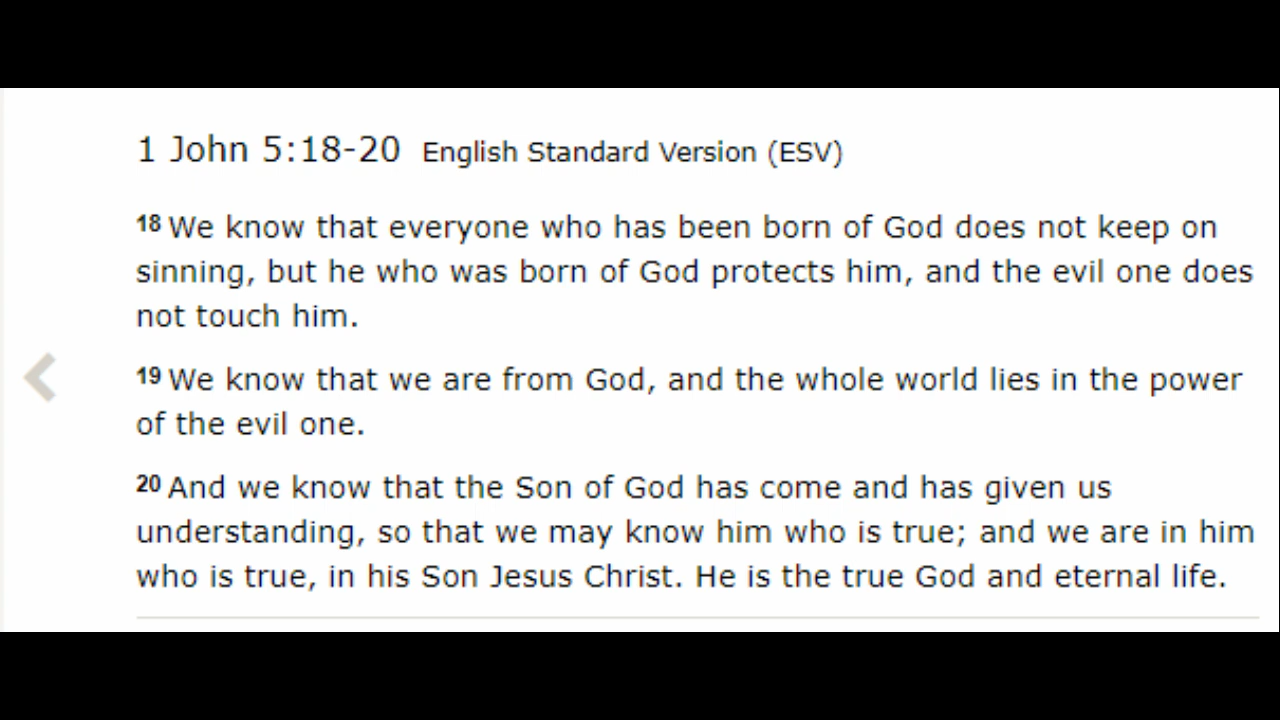 1 John 5:18-20 English Standard Version (ESV)
18 We know that everyone who has been born of God does not keep on
sinning, but he who was born of God protects him, and the evil one does
not touch him.
19 We know that we are from God, and the whole world lies in the power
of the evil one.
20 And we know that the Son of God has come and has given us
understanding, so that we may know him who is true; and we are in him
who is true, in his Son Jesus Christ. He is the true God and eternal life.